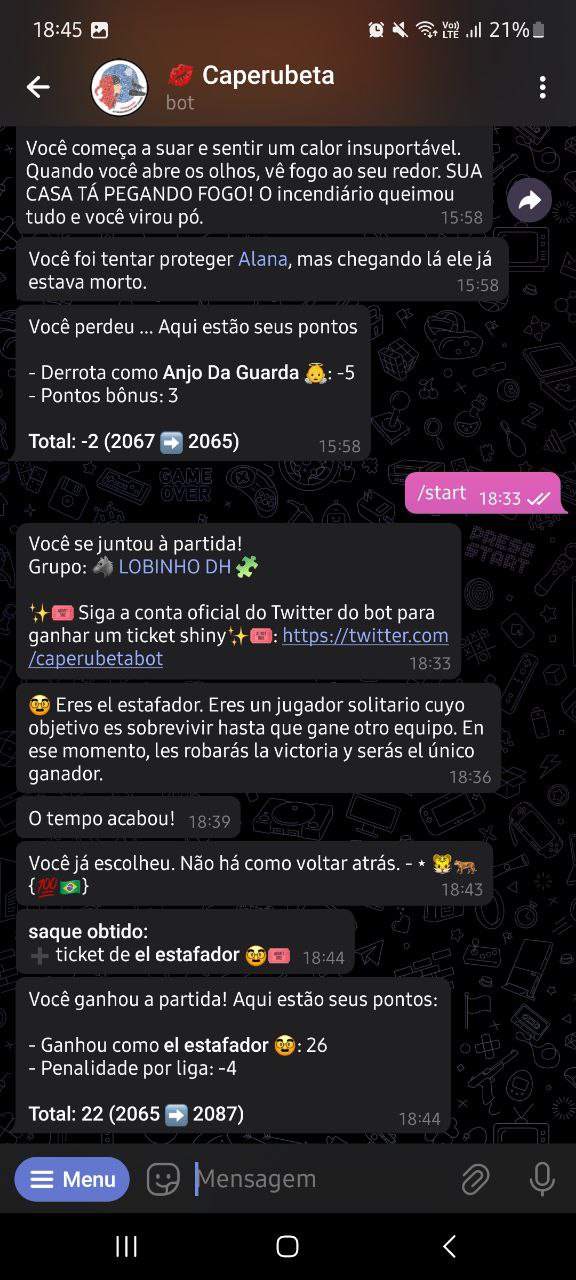 18:45
Vo))
LTE
21%
💋 Caperubeta
bot
Você começa a suar e sentir um calor insuportável.
Quando você abre os olhos, vê fogo ao seu redor. SUA
CASA TÁ PEGANDO FOGO! O incendiário queimou
tudo e você virou pó.
15:58
Você foi tentar proteger Alana, mas chegando lá ele já
estava morto.
15:58
Você perdeu ... Aqui estão seus pontos
- Derrota como Anjo Da Guarda 👼: -5
- Pontos bônus: 3
Total: -2 (2067 ➡️ 2065)
15:58
GAME
OVER
/start 18:33
PRESS
START
Você se juntou à partida!
Grupo: 🐴 LOBINHO DH 🧩
✨🎟️ Siga a conta oficial do Twitter do bot para
ganhar um ticket shiny✨🎟️: https://twitter.com
/caperubetabot
18:33
🥸 Eres el estafador. Eres un jugador solitario cuyo
objetivo es sobrevivir hasta que gane otro equipo. En
ese momento, les robarás la victoria y serás el único
ganador.
18:36
O tempo acabou! 18:39
Você já escolheu. Não há como voltar atrás. - ⋆ 🐯🐅
{💯🇧🇷}
18:43
saque obtido:
➕ ticket de el estafador 🥸🎟️ 18:44
Você ganhou a partida! Aqui estão seus pontos:
- Ganhou como el estafador 🥸: 26
- Penalidade por liga: -4
Total: 22 (2065 ➡️ 2087)
18:44
Menu
Mensagem